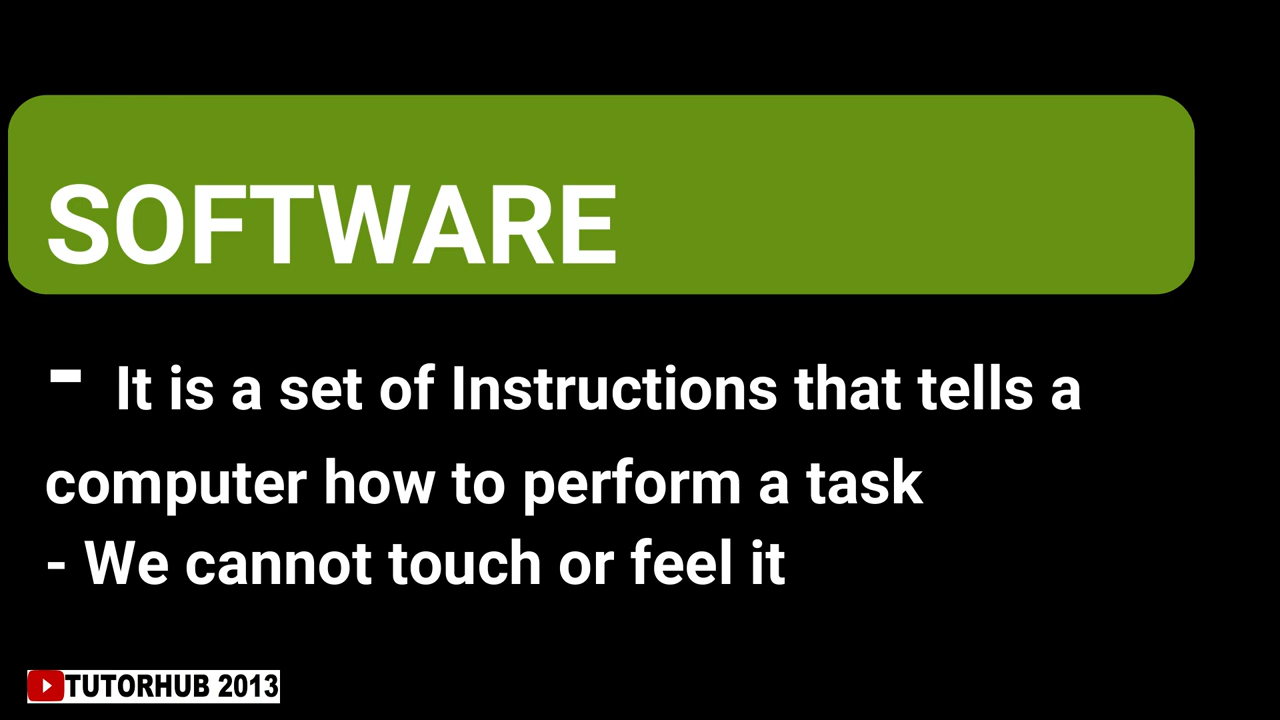 SOFTWARE
- It is a set of Instructions that tells a
computer how to perform a task
- We cannot touch or feel it
TUTORHUB 2013